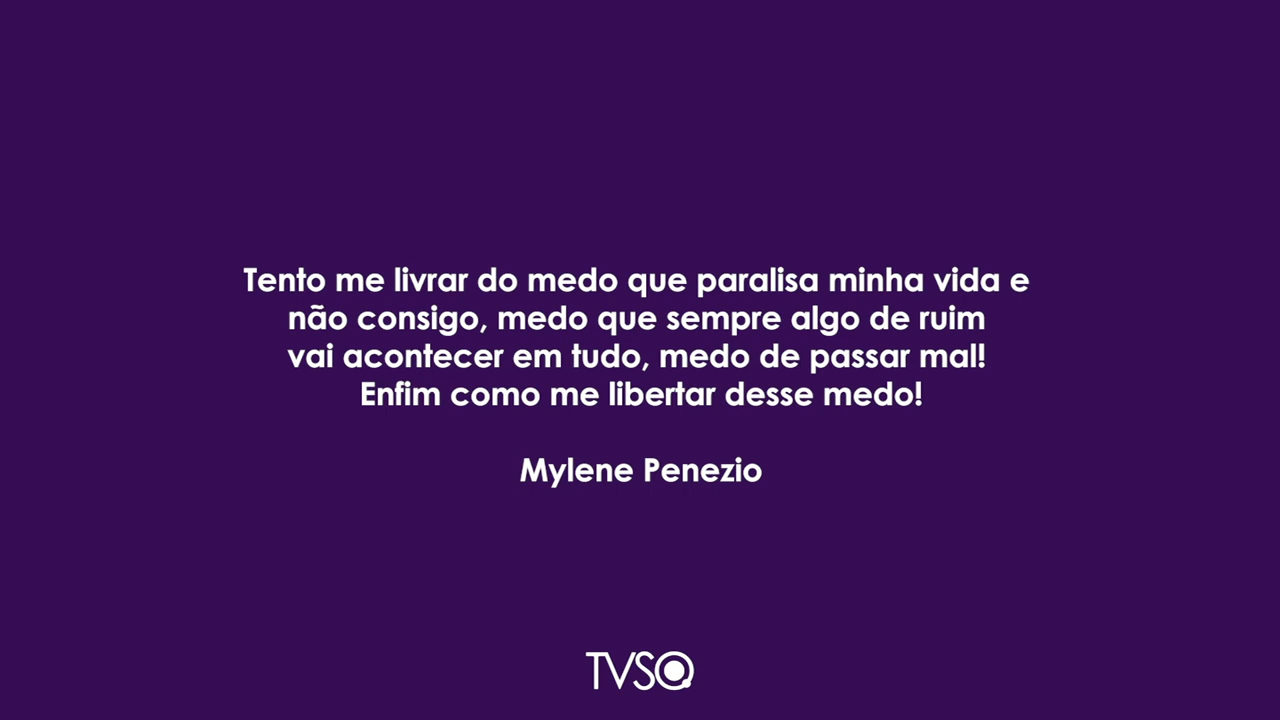 Tento me livrar do medo que paralisa minha vida e
não consigo, medo que sempre algo de ruim
vai acontecer em tudo, medo de passar mal!
Enfim como me libertar desse medo!
Mylene Penezio
TVSQ